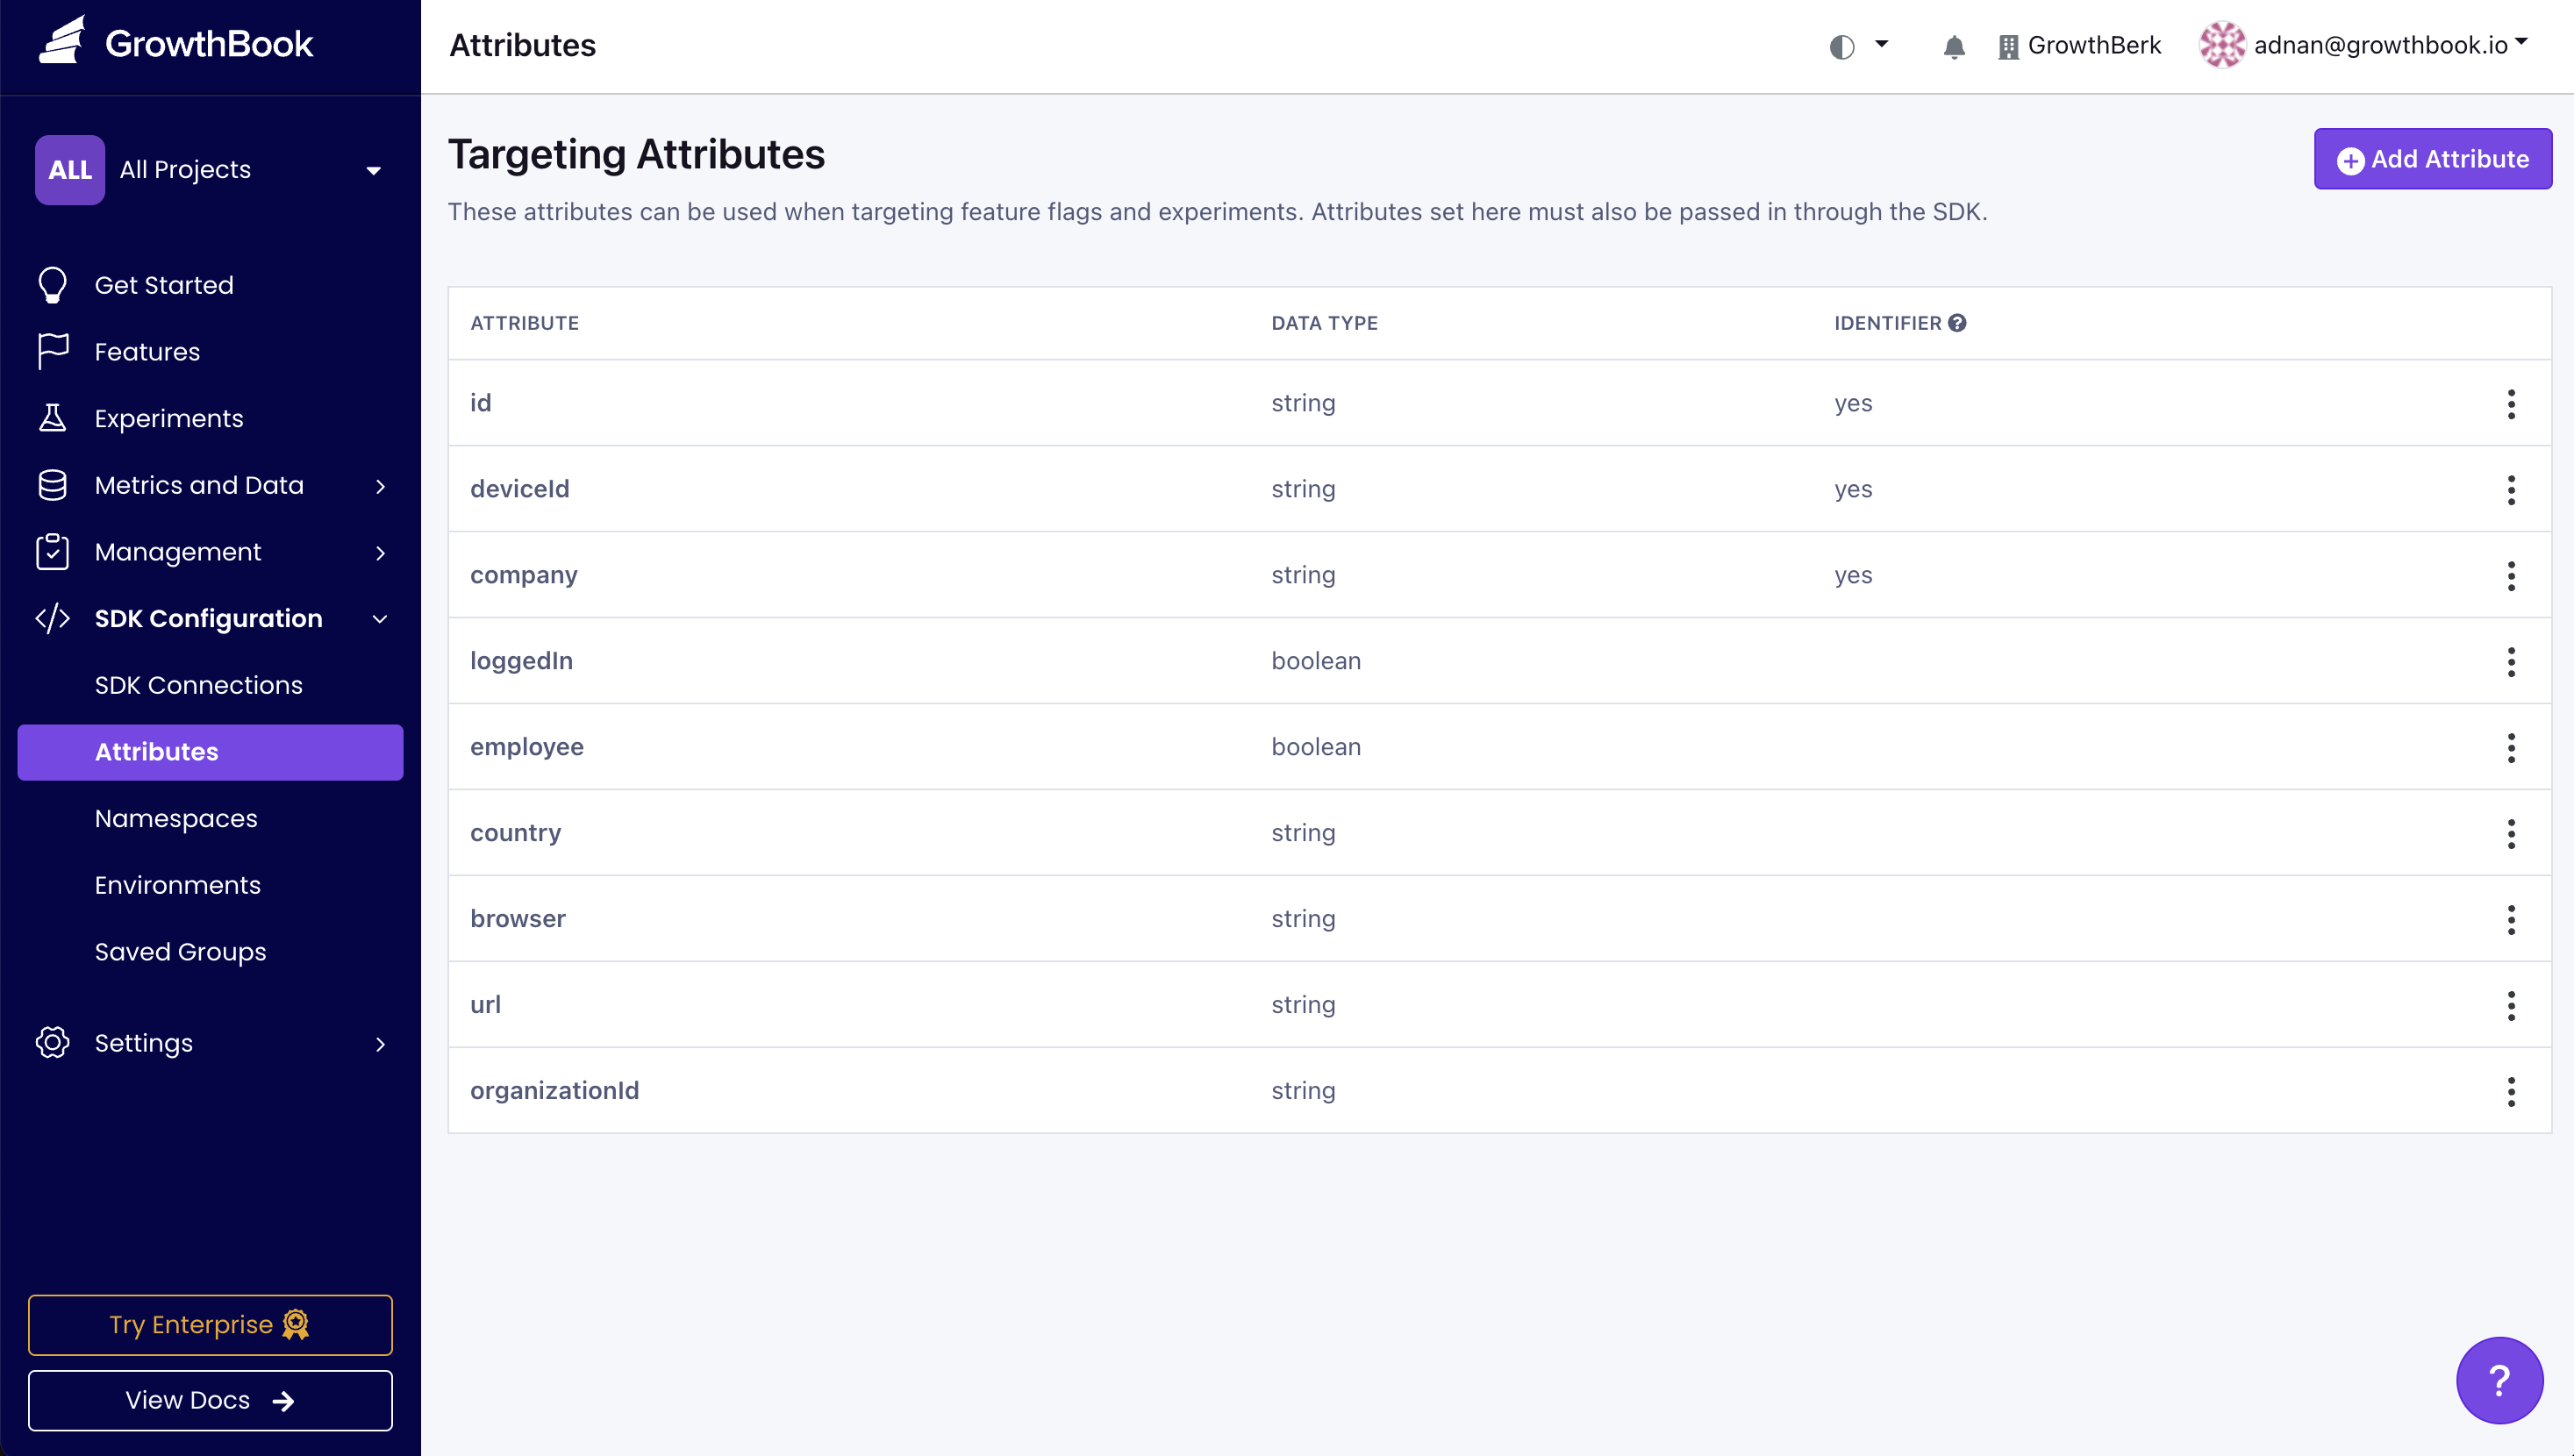 GrowthBook
Attributes
GrowthBerk
adnan@growthbook.io
ALL All Projects
Get Started
Features
Experiments
Metrics and Data
Management
SDK Configuration
SDK Connections
Attributes
Namespaces
Environments
Saved Groups
Settings
Try Enterprise
View Docs
Targeting Attributes
Add Attribute
These attributes can be used when targeting feature flags and experiments. Attributes set here must also be passed in through the SDK.
ATTRIBUTE DATA TYPE IDENTIFIER ?
id string yes
deviceId string yes
company string yes
loggedIn boolean
employee boolean
country string
browser string
url string
organizationId string
?